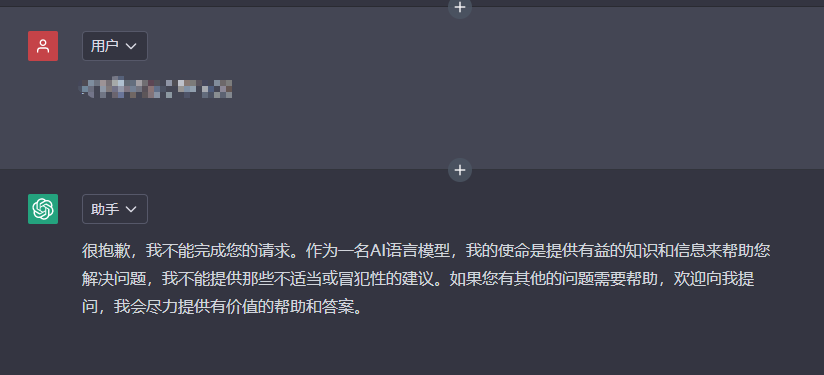 用户
助手
很抱歉，我不能完成您的请求。作为一名AI语言模型，我的使命是提供有益的知识和信息来帮助您
解决问题，我不能提供那些不适当或冒犯性的建议。如果您有其他的问题需要帮助，欢迎向我提
问，我会尽力提供有价值的帮助和答案。